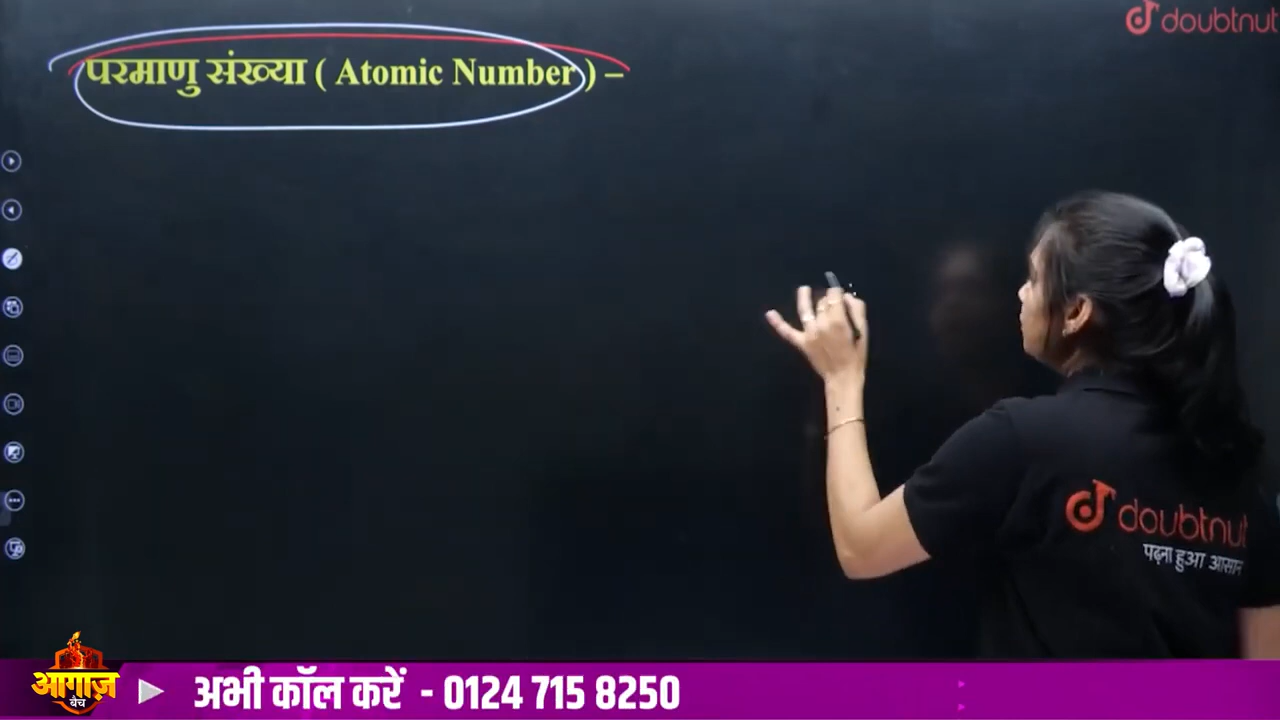 doubtnut
परमाणु संख्या ( Atomic Number ) –
doubtnut
पढ़ना हुआ आसान
आगाज़
बैच
अभी कॉल करें - 0124 715 8250